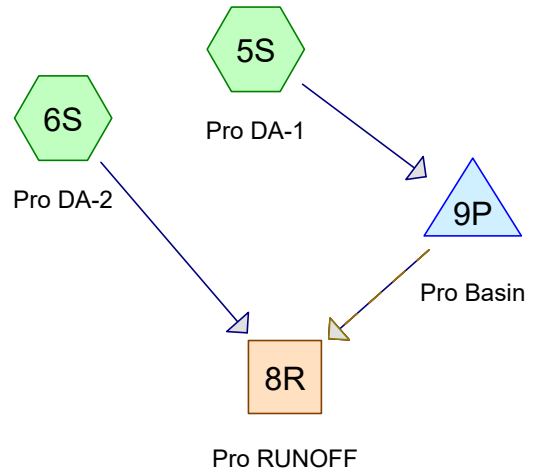 5S
Pro DA-1
6S
Pro DA-2
9P
Pro Basin
8R
Pro RUNOFF